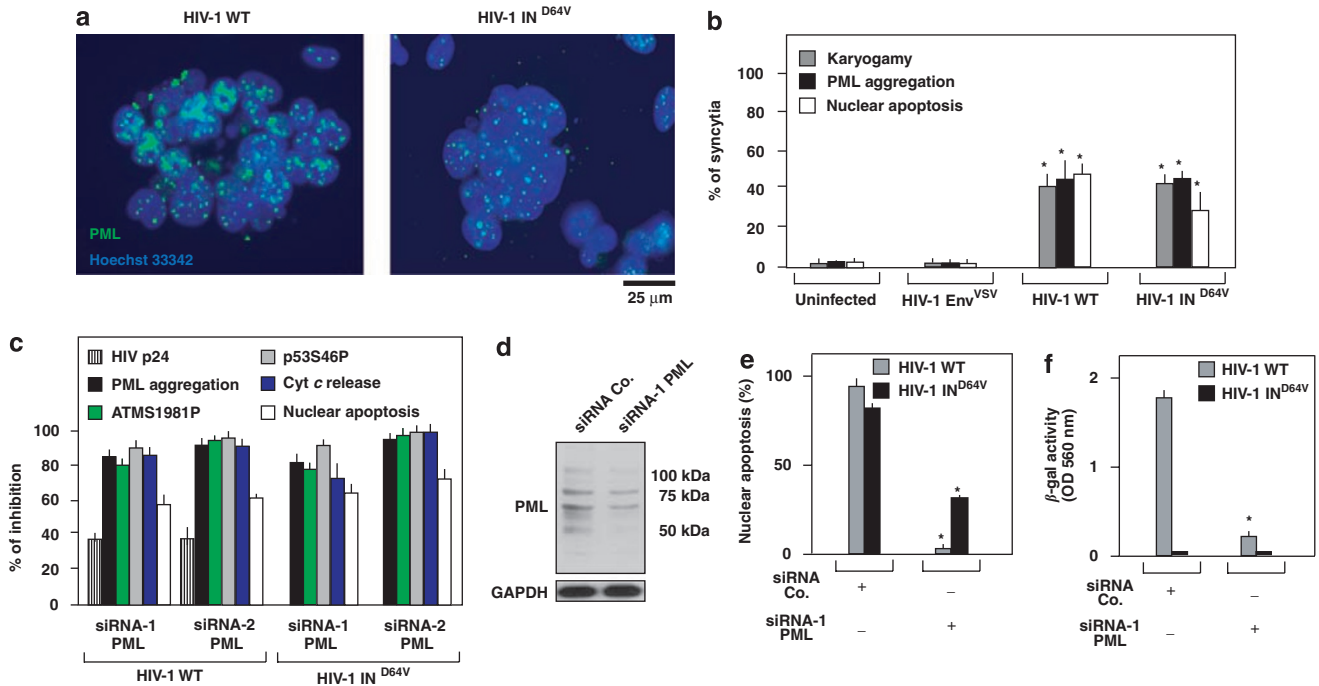 a
HIV-1 WT
HIV-1 IN D64V
PML
Hoechst 33342
25 μm
b
% of syncytia
100
80
60
40
20
0
Karyogamy
PML aggregation
Nuclear apoptosis
* * *
* * *
Uninfected
HIV-1 EnvVSV
HIV-1 WT
HIV-1 IN D64V
c
% of inhibition
HIV p24
PML aggregation
ATMS1981P
p53S46P
Cyt c release
Nuclear apoptosis
100
80
60
40
20
0
siRNA-1 PML
siRNA-2 PML
siRNA-1 PML
siRNA-2 PML
HIV-1 WT
HIV-1 IN D64V
d
siRNA Co.
siRNA-1 PML
PML
100 kDa
75 kDa
50 kDa
GAPDH
e
Nuclear apoptosis (%)
100
50
0
HIV-1 WT
HIV-1 IND64V
* *
siRNA Co. + –
siRNA-1 PML – +
f
β-gal activity (OD 560 nm)
2
1
0
HIV-1 WT
HIV-1 IND64V
*
siRNA Co. + –
siRNA-1 PML – +